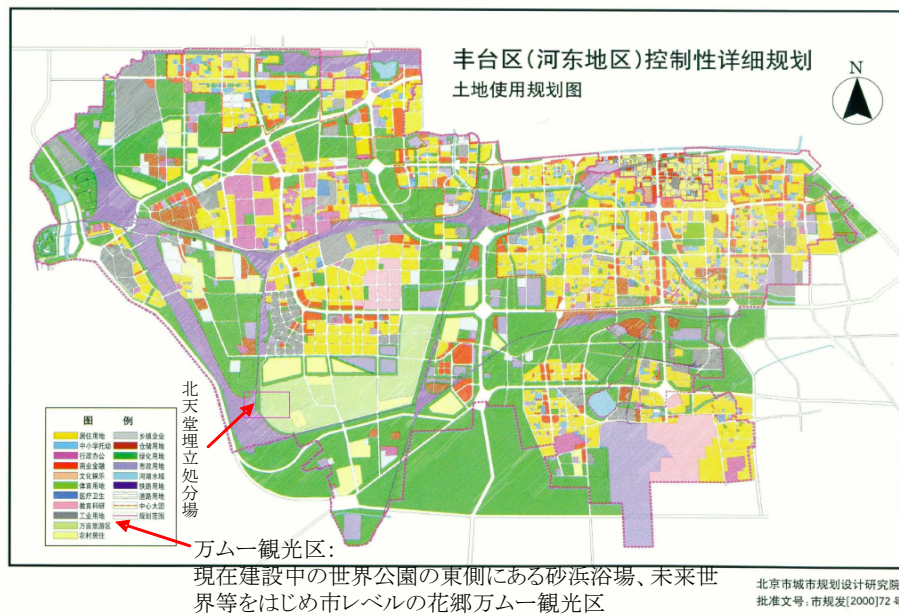 丰台区(河东地区)控制性详细规划
土地使用规划图
N
北天堂埋立処分場
图 例
居住用地 乡镇企业
中小学托幼 仓储用地
行政办公 绿化用地
商业金融 市政用地
文化娱乐 河湖水域
体育用地 铁路用地
医疗卫生 道路用地
教育科研 中心大团
工业用地 规划范围
万亩旅游区
农村居住
万ムー観光区:
現在建設中の世界公園の東側にある砂浜浴場、未来世
界等をはじめ市レベルの花郷万ムー観光区
北京市城市规划设计研究院
批准文号:市规发[2000]72号